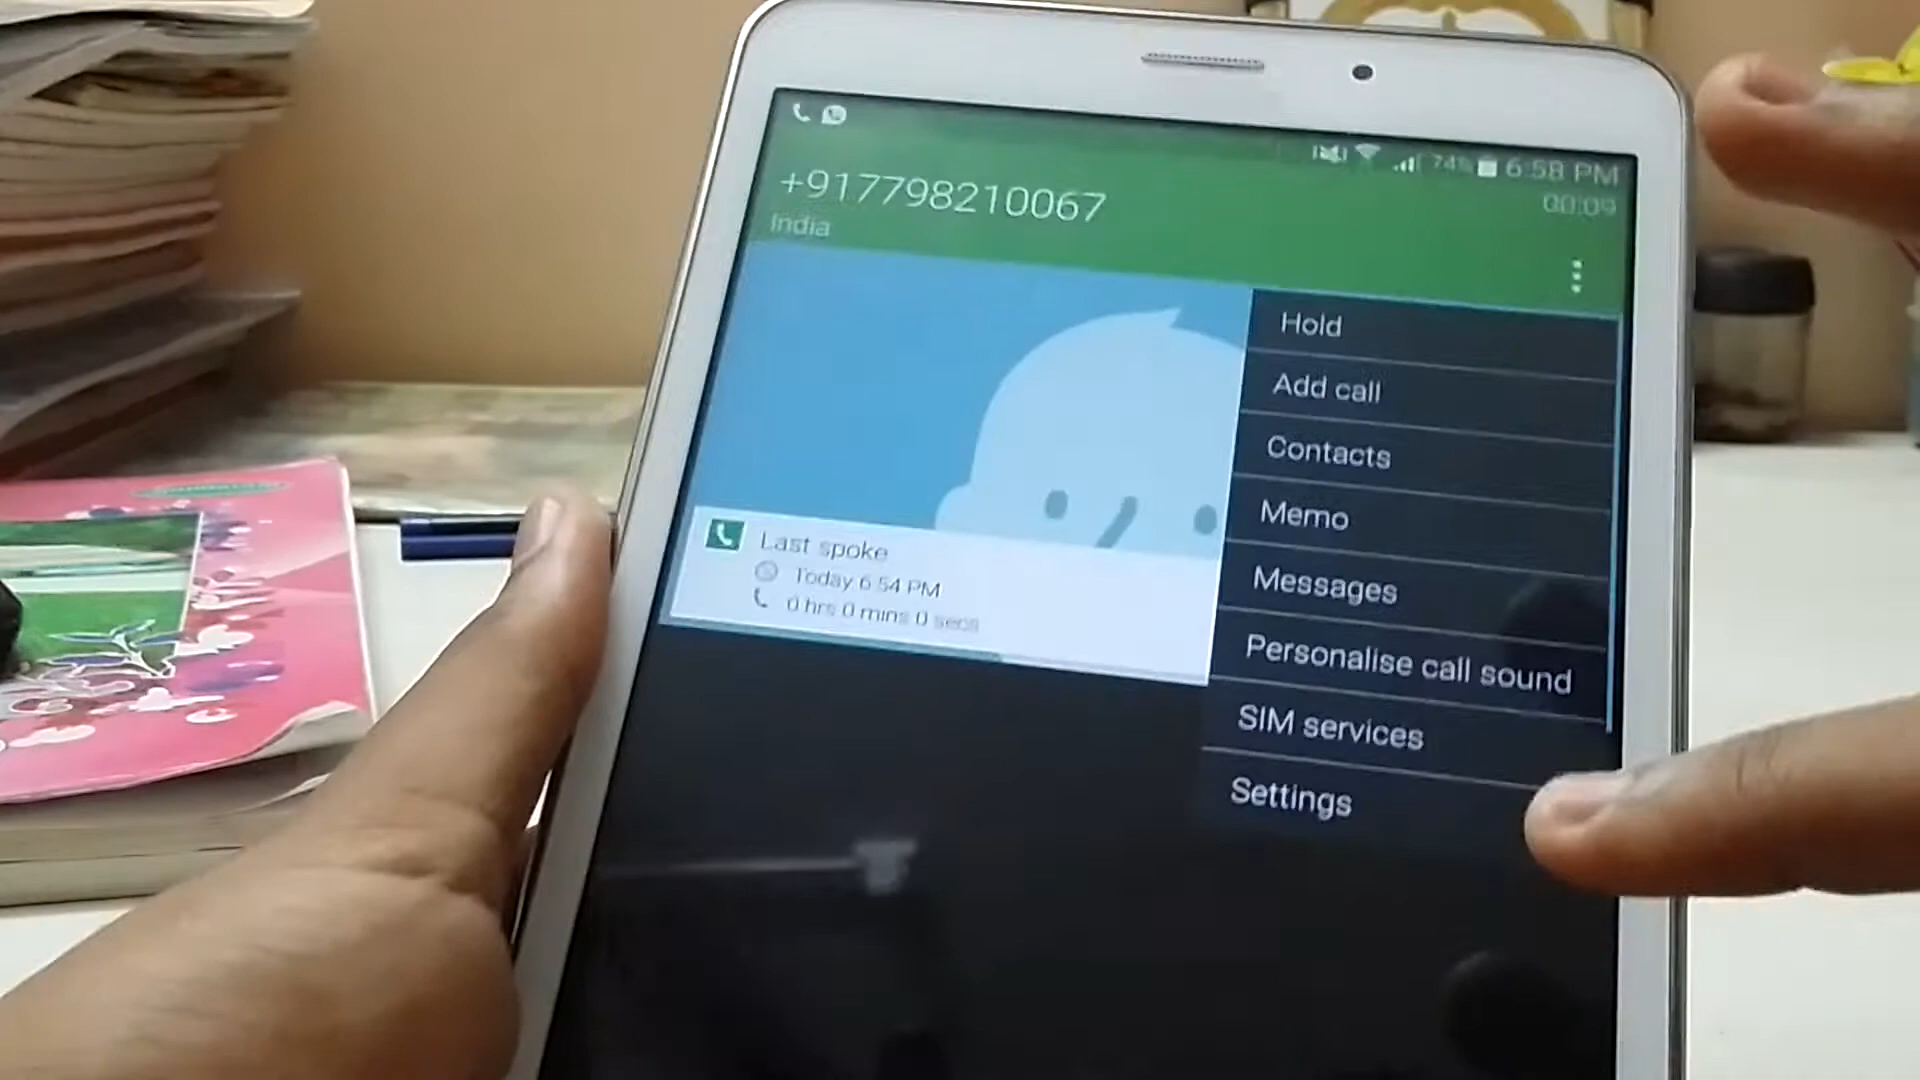 74% 6:58 PM
+917798210067
00:09
India
Hold
Add call
Contacts
Memo
Messages
Personalise call sound
SIM services
Settings
Last spoke
Today 6:54 PM
0 hrs 0 mins 0 secs